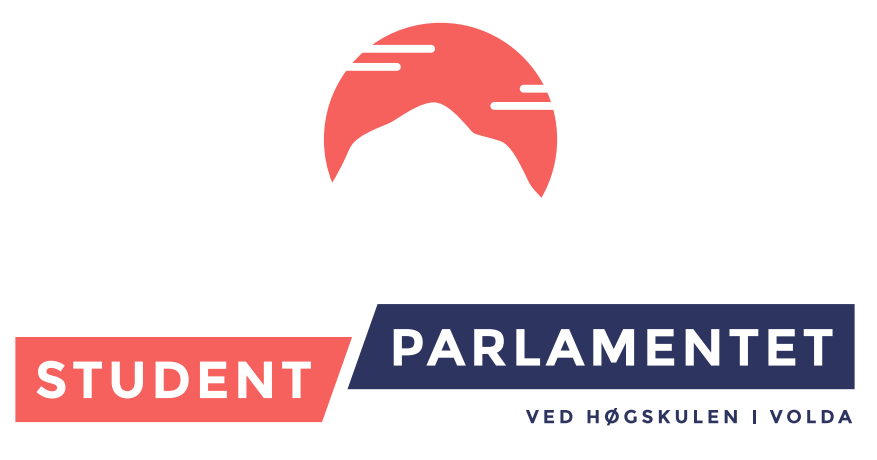 STUDENT
PARLAMENTET
VED HØGSKULEN I VOLDA